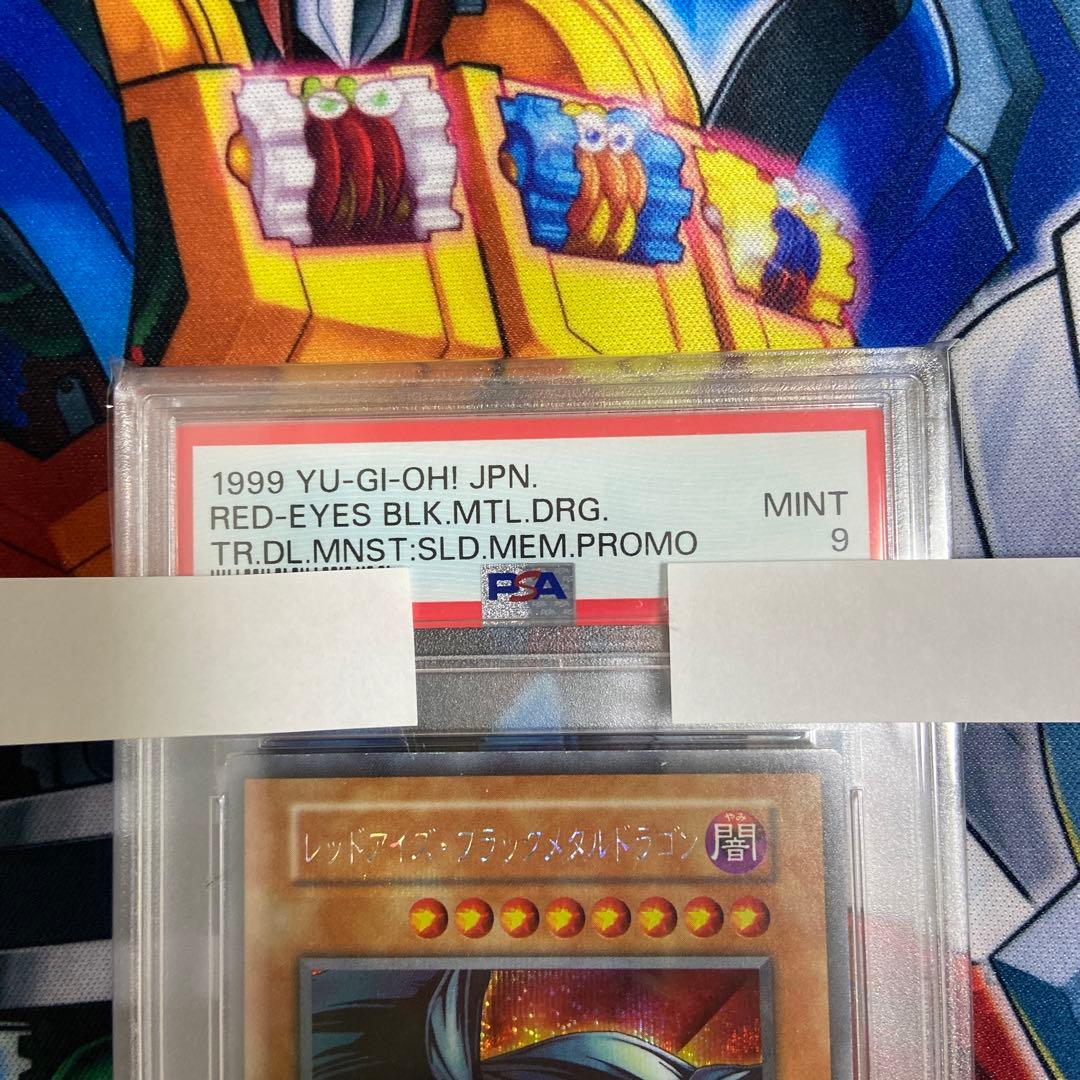 1999 YU-GI-OH! JPN.
RED-EYES BLK.MTL.DRG.
MINT
TR.DL.MNST:SLD.MEM.PROMO
9
PSA
レッドアイズ・ブラックメタルドラゴン
やみ
闇